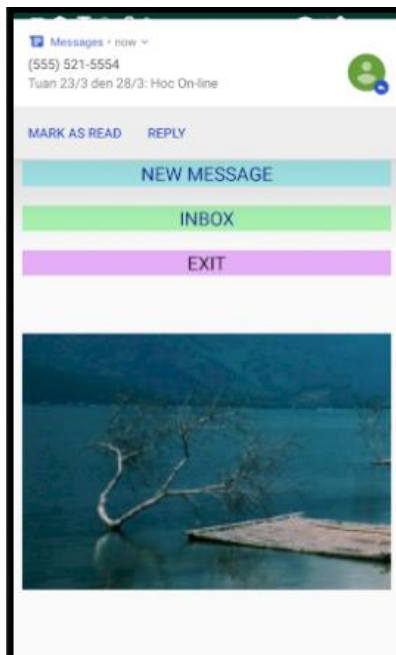 Messages • now
(555) 521-5554
Tuan 23/3 den 28/3: Hoc On-line
MARK AS READ REPLY
NEW MESSAGE
INBOX
EXIT